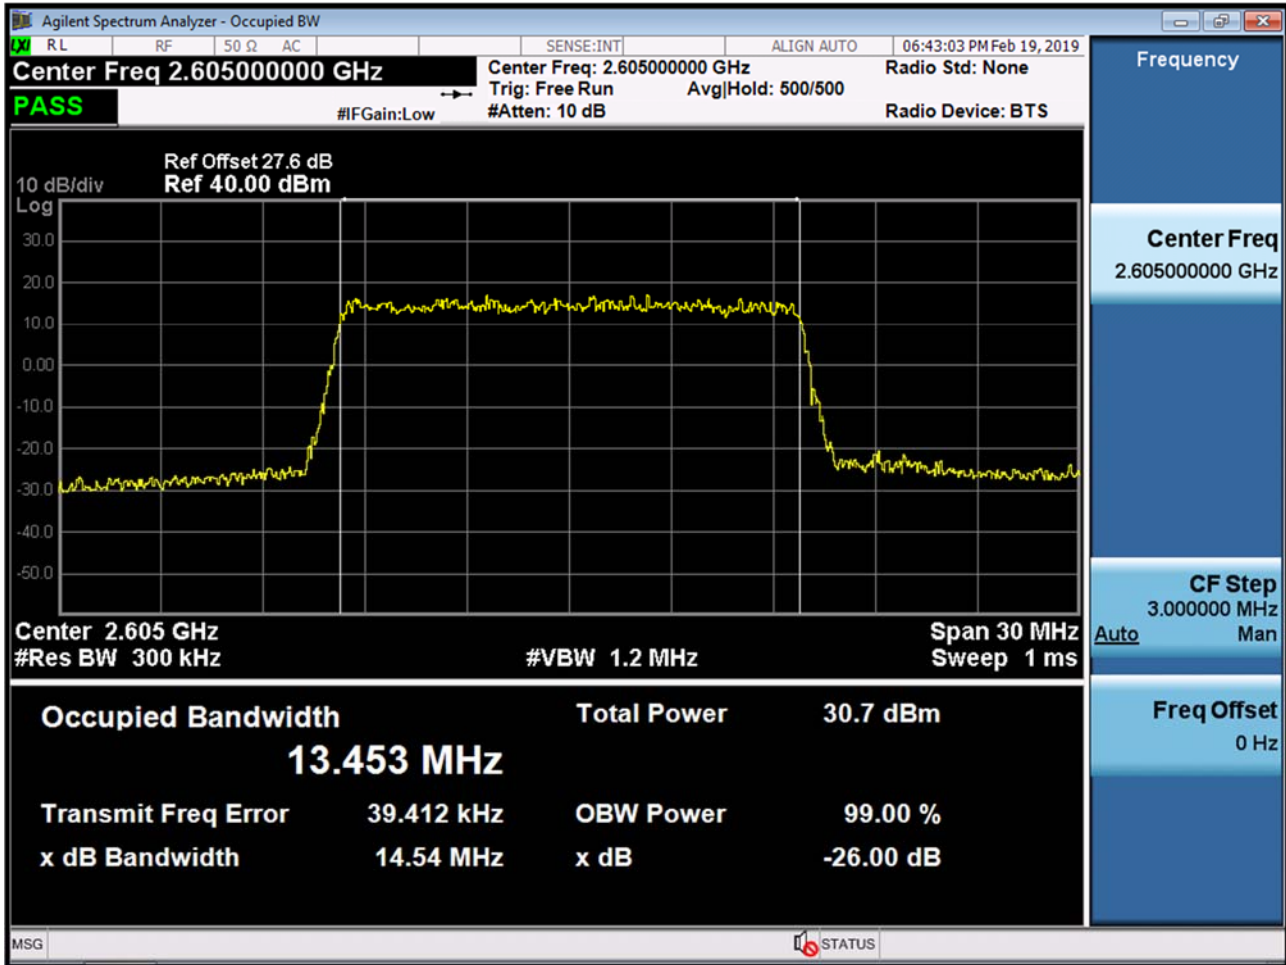 Agilent Spectrum Analyzer - Occupied BW
LXI RL RF 50 Ω AC SENSE:INT ALIGN AUTO 06:43:03 PM Feb 19, 2019
Center Freq 2.605000000 GHz
Center Freq: 2.605000000 GHz Radio Std: None
Trig: Free Run Avg|Hold: 500/500
PASS
#IFGain:Low #Atten: 10 dB Radio Device: BTS
Ref Offset 27.6 dB
10 dB/div Ref 40.00 dBm
Log
30.0
20.0
10.0
0.00
-10.0
-20.0
-30.0
-40.0
-50.0
Center 2.605 GHz Span 30 MHz
#Res BW 300 kHz #VBW 1.2 MHz Sweep 1 ms
Occupied Bandwidth Total Power 30.7 dBm
13.453 MHz
Transmit Freq Error 39.412 kHz OBW Power 99.00 %
x dB Bandwidth 14.54 MHz x dB -26.00 dB
MSG STATUS
Frequency
Center Freq
2.605000000 GHz
CF Step
3.000000 MHz
Auto Man
Freq Offset
0 Hz